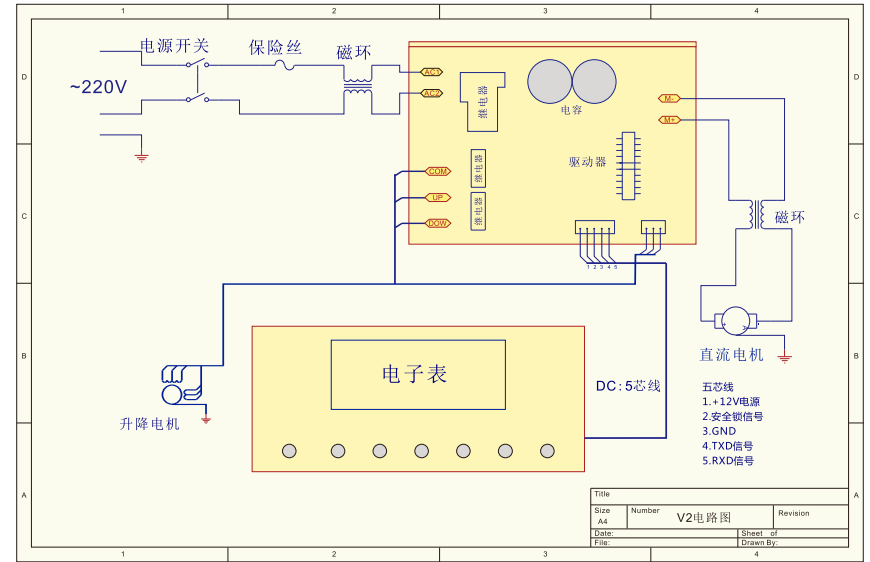 1 2 3 4
D
C
B
A
电源开关
保险丝
磁环
~220V
AC1
AC2
继电器
电容
M-
M+
驱动器
COM
UP
DOW
继电器
继电器
1 2 3 4 5
磁环
直流电机
升降电机
电子表
DC:5芯线
五芯线
1.+12V电源
2.安全锁信号
3.GND
4.TXD信号
5.RXD信号
Title
Size
A4
Number
V2电路图
Revision
Date:
Sheet of
File:
Drawn By:
D
C
B
A
1 2 3 4